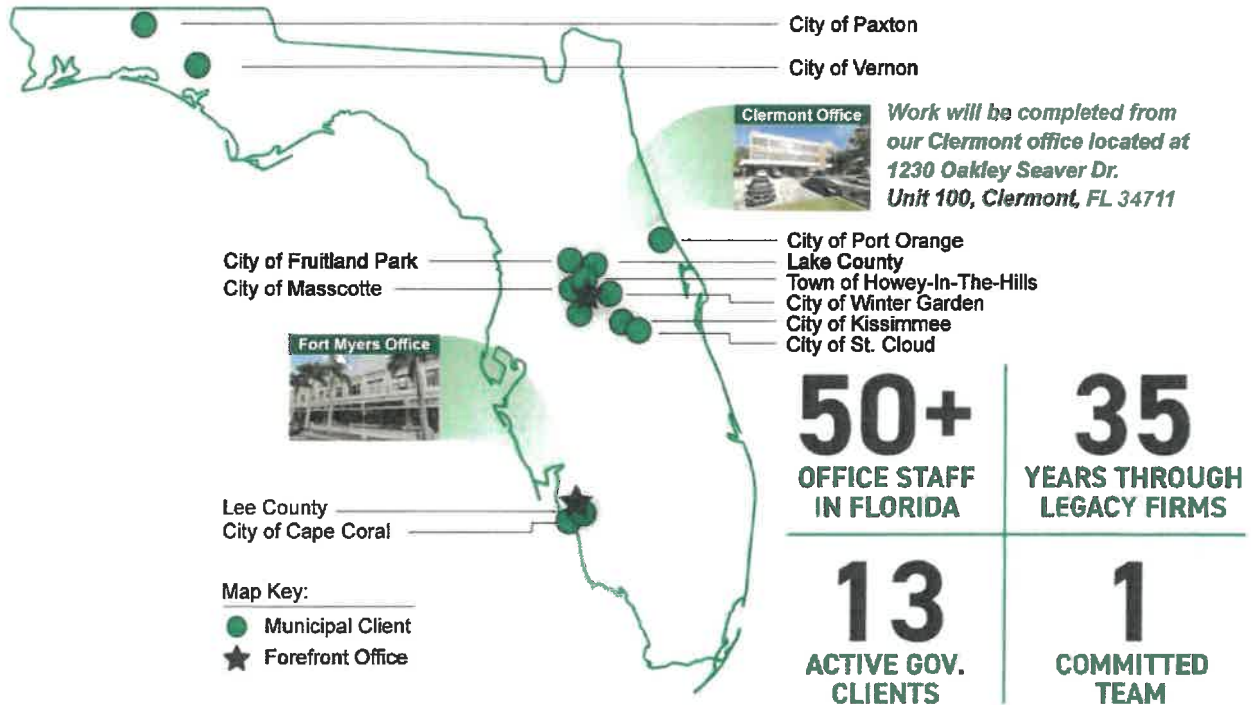 City of Paxton
City of Vernon
Clermont Office
Work will be completed from
our Clermont office located at
1230 Oakley Seaver Dr.
Unit 100, Clermont, FL 34711
City of Port Orange
Lake County
Town of Howey-In-The-Hills
City of Winter Garden
City of Kissimmee
City of St. Cloud
City of Fruitland Park
City of Masscotte
Fort Myers Office
Lee County
City of Cape Coral
Map Key:
Municipal Client
Forefront Office
50+
OFFICE STAFF
IN FLORIDA
35
YEARS THROUGH
LEGACY FIRMS
13
ACTIVE GOV.
CLIENTS
1
COMMITTED
TEAM